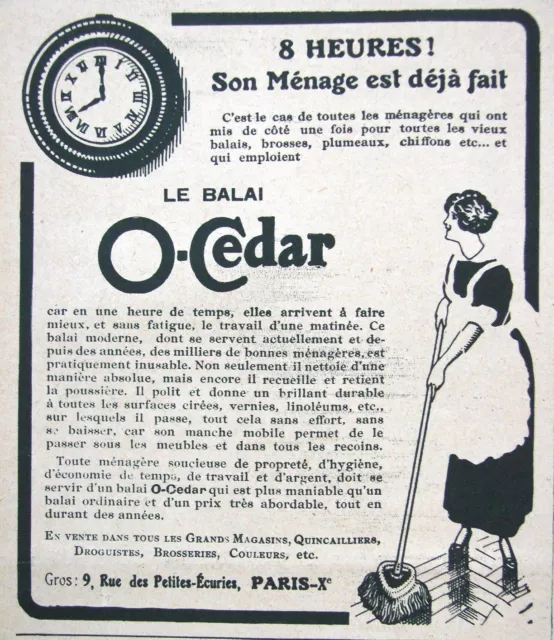 8 HEURES!
Son Ménage est déjà fait
C'est le cas de toutes les ménagères qui ont
mis de côté une fois pour toutes les vieux
balais, brosses, plumeaux, chiffons etc... et
qui emploient
LE BALAI
O-Cedar
car en une heure de temps, elles arrivent à faire
mieux, et sans fatigue, le travail d'une matinée. Ce
balai moderne, dont se servent actuellement et de-
puis des années, des milliers de bonnes ménagères, est
pratiquement inusable. Non seulement il nettoie d'une
manière absolue, mais encore il recueille et retient
la poussière. Il polit et donne un brillant durable
à toutes les surfaces cirées, vernies, linoléums, etc.,
sur lesquels il passe, tout cela sans effort, sans
se baisser, car son manche mobile permet de le
passer sous les meubles et dans tous les recoins.
Toute ménagère soucieuse de propreté, d'hygiène,
d'économie de temps, de travail et d'argent, doit se
servir d'un balai O-Cedar qui est plus maniable qu'un
balai ordinaire et d'un prix très abordable, tout en
durant des années.
EN VENTE DANS TOUS LES GRANDS MAGASINS, QUINCAILLIERS,
DROGUISTES, BROSSERIES, COULEURS, ETC.
Gros: 9, Rue des Petites-Écuries, PARIS-Xe